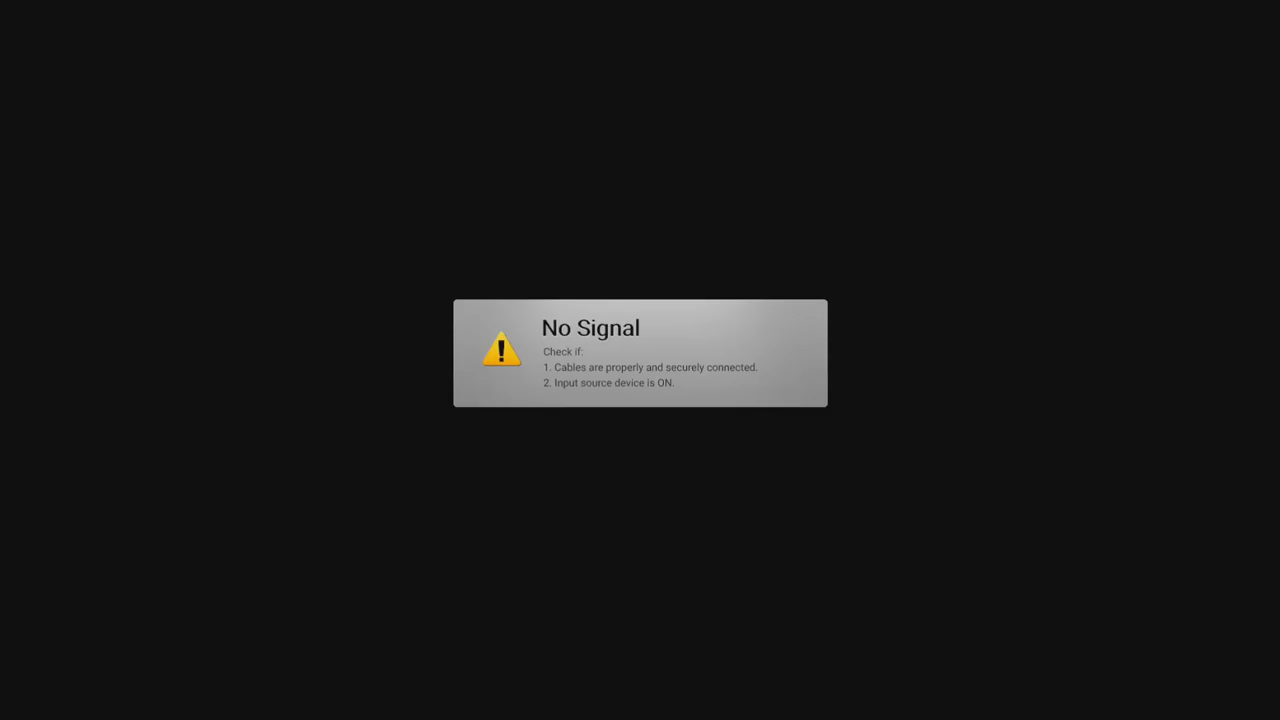 No Signal
Check if:
1. Cables are properly and securely connected.
2. Input source device is ON.